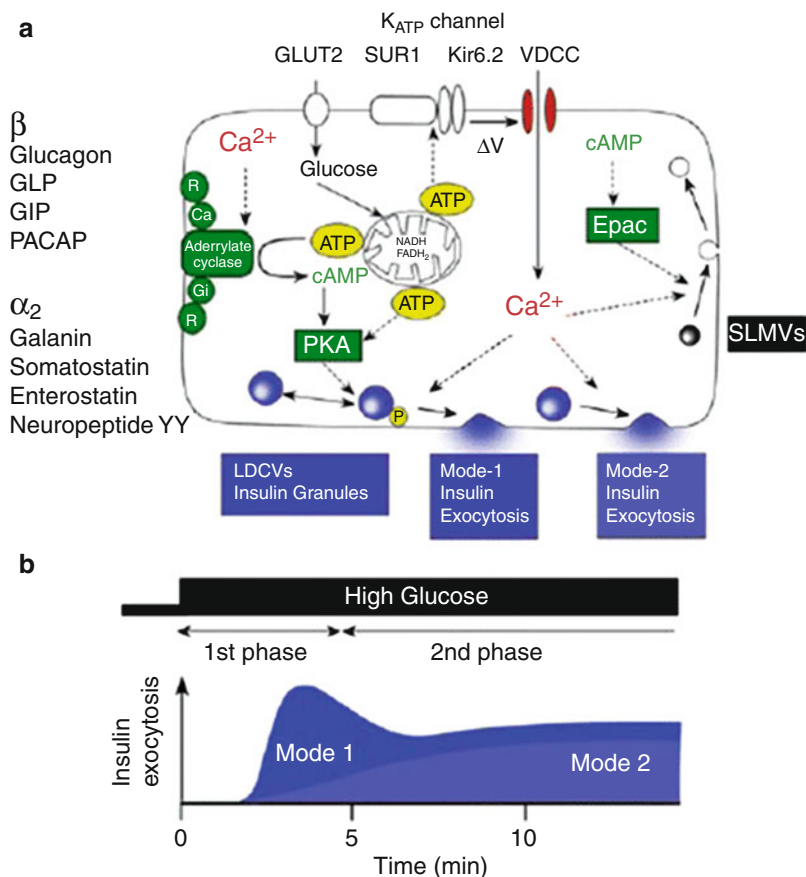 a
K_ATP channel
GLUT2 SUR1 Kir6.2 VDCC
β
Glucagon
GLP
GIP
PACAP
α₂
Galanin
Somatostatin
Enterostatin
Neuropeptide YY
Ca²⁺
Glucose
ΔV
cAMP
R
Ca
Aderrylate
cyclase
Gi
R
ATP
ATP
NADH
FADH₂
cAMP
ATP
PKA
Epac
Ca²⁺
SLMVs
P
LDCVs
Insulin Granules
Mode-1
Insulin
Exocytosis
Mode-2
Insulin
Exocytosis
b
High Glucose
1st phase 2nd phase
Insulin
exocytosis
Mode 1
Mode 2
0 5 10
Time (min)